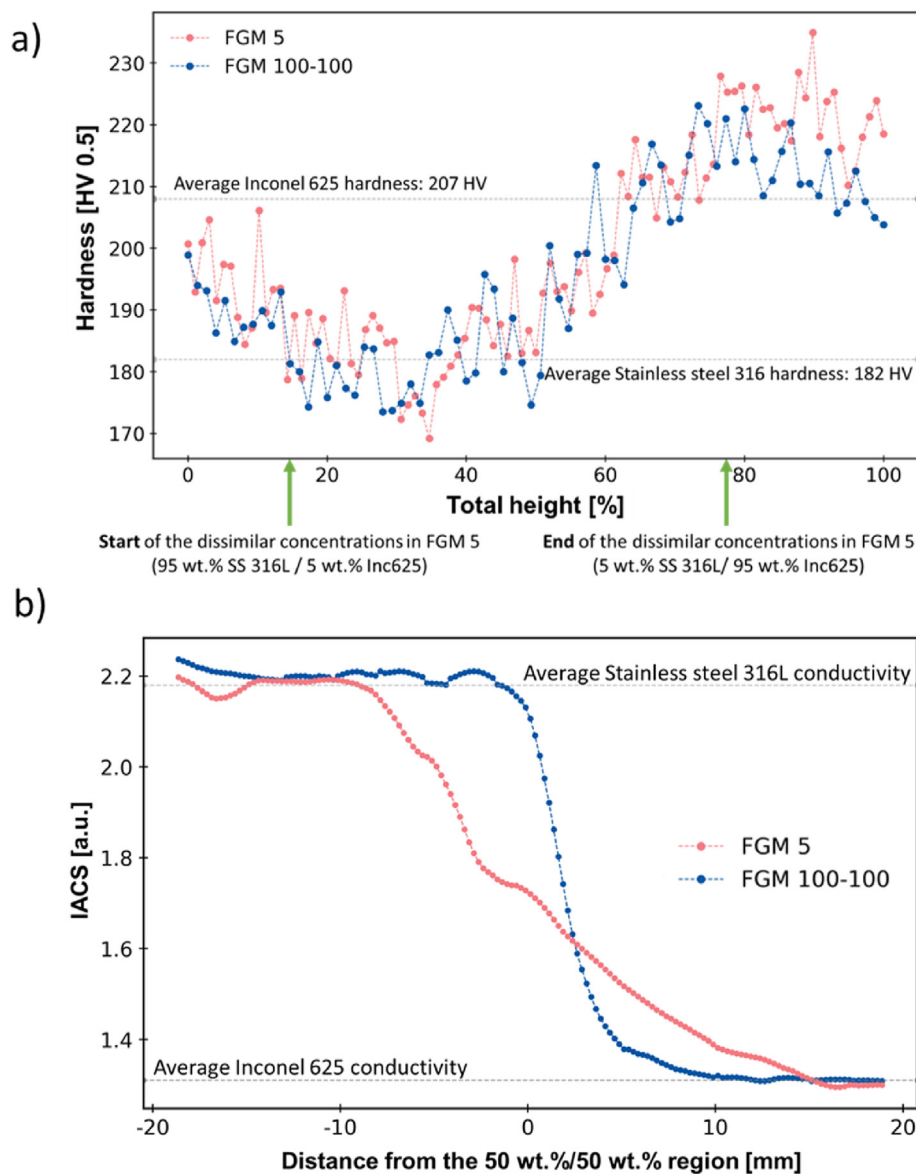 a)
FGM 5
FGM 100-100
230
220
210
200
190
180
170
Hardness [HV 0.5]
Average Inconel 625 hardness: 207 HV
Average Stainless steel 316 hardness: 182 HV
0 20 40 60 80 100
Total height [%]
Start of the dissimilar concentrations in FGM 5
(95 wt.% SS 316L / 5 wt.% Inc625)
End of the dissimilar concentrations in FGM 5
(5 wt.% SS 316L/ 95 wt.% Inc625)
b)
2.2
2.0
1.8
1.6
1.4
IACS [a.u.]
Average Stainless steel 316L conductivity
FGM 5
FGM 100-100
Average Inconel 625 conductivity
-20 -10 0 10 20
Distance from the 50 wt.%/50 wt.% region [mm]